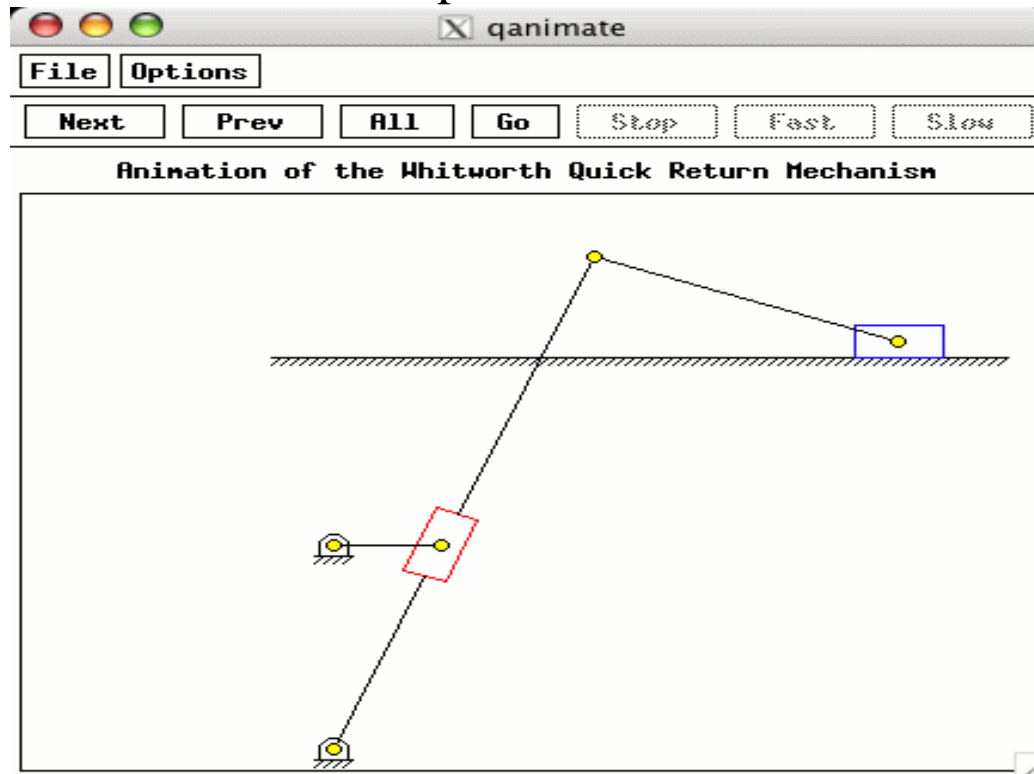 qanimate
File Options
Next Prev All Go Stop Fast Slow
Animation of the Whitworth Quick Return Mechanism